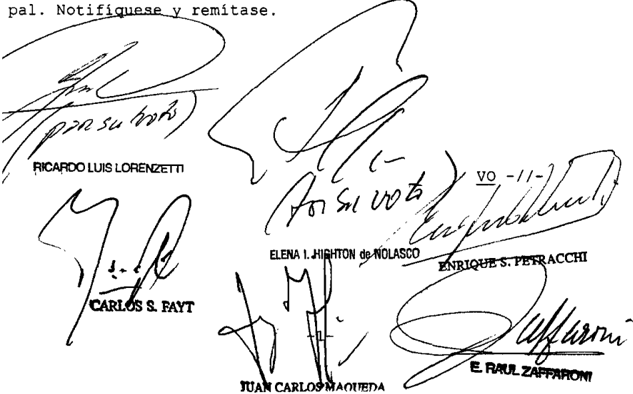 pal. Notifíquese y remítase.
(por su voto)
RICARDO LUIS LORENZETTI
(por su voto)
VO -//-
ELENA I. HIGHTON de NOLASCO
ENRIQUE S. PETRACCHI
CARLOS S. FAYT
JUAN CARLOS MAQUEDA
E. RAUL ZAFFARONI